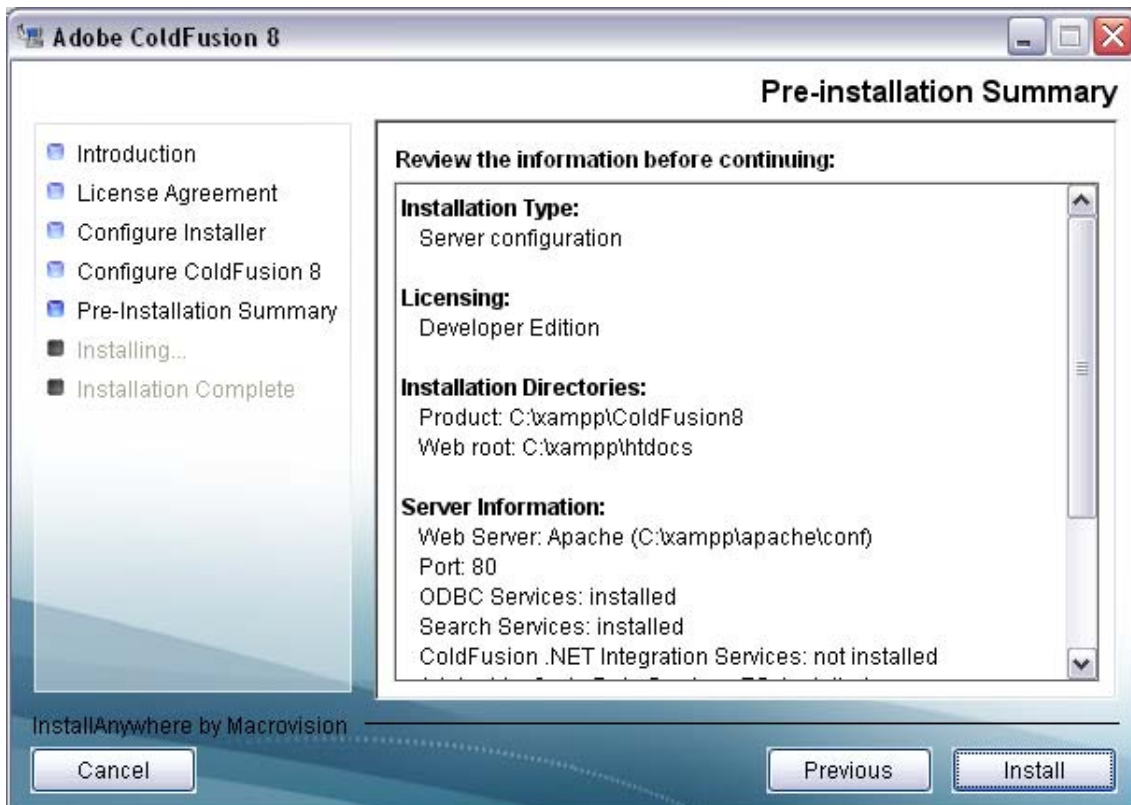 Adobe ColdFusion 8
Pre-installation Summary
Introduction
License Agreement
Configure Installer
Configure ColdFusion 8
Pre-Installation Summary
Installing...
Installation Complete
Review the information before continuing:
Installation Type:
Server configuration
Licensing:
Developer Edition
Installation Directories:
Product: C:\xampp\ColdFusion8
Web root: C:\xampp\htdocs
Server Information:
Web Server: Apache (C:\xampp\apache\conf)
Port: 80
ODBC Services: installed
Search Services: installed
ColdFusion .NET Integration Services: not installed
InstallAnywhere by Macrovision
Cancel
Previous
Install